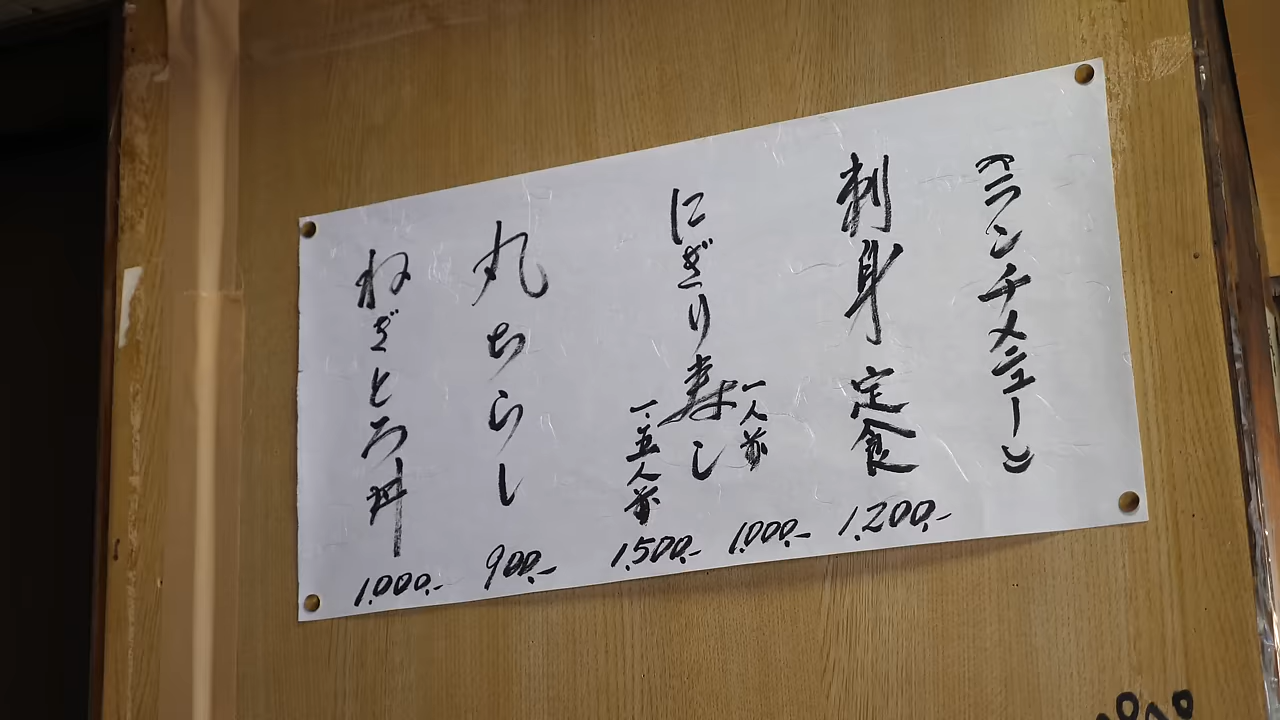 (ランチメニュー)
刺身定食 1,200,-
にぎり寿し
一人前 1,000,-
一.五人前 1,500,-
丸ちらし 900,-
ねぎとろ丼 1,000,-